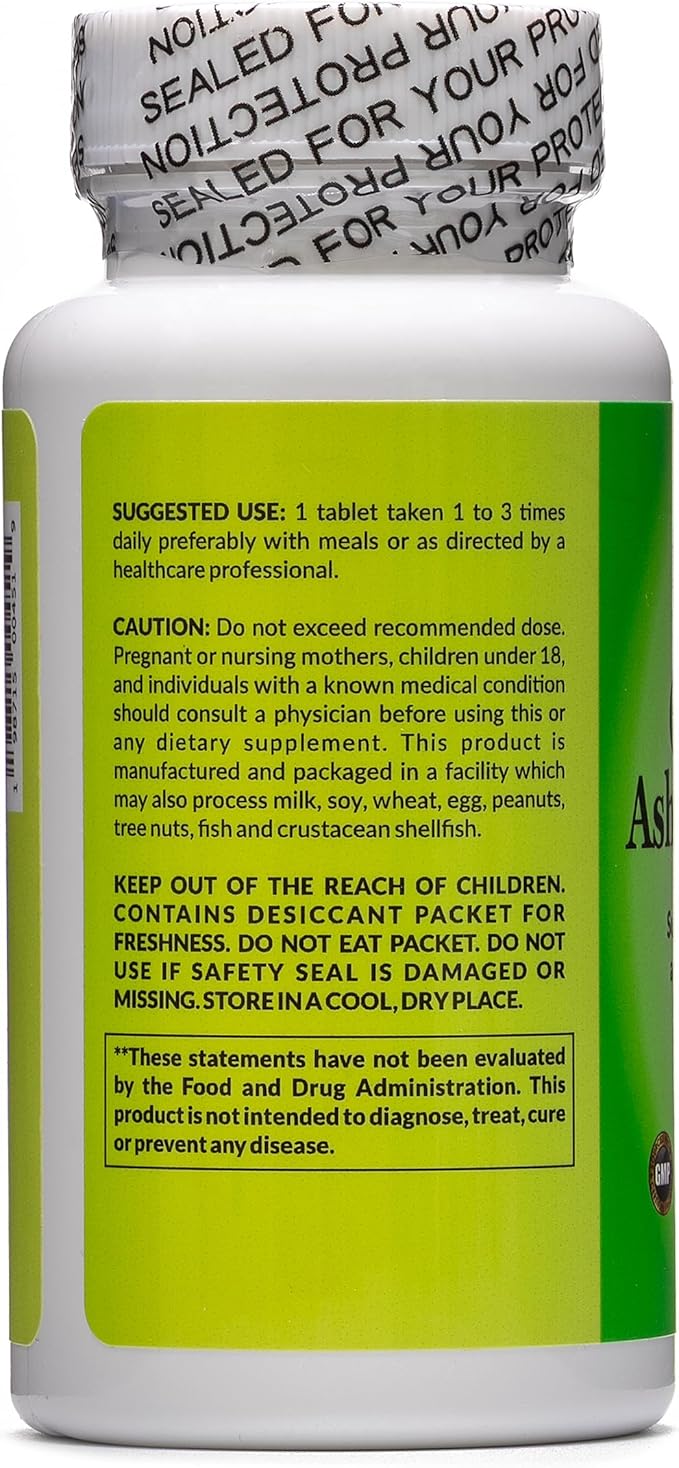 SEALED FOR YOUR PROTECTION
SEALED FOR YOUR PROTECTION
SUGGESTED USE: 1 tablet taken 1 to 3 times
daily preferably with meals or as directed by a
healthcare professional.
CAUTION: Do not exceed recommended dose.
Pregnant or nursing mothers, children under 18,
and individuals with a known medical condition
should consult a physician before using this or
any dietary supplement. This product is
manufactured and packaged in a facility which
may also process milk, soy, wheat, egg, peanuts,
tree nuts, fish and crustacean shellfish.
KEEP OUT OF THE REACH OF CHILDREN.
CONTAINS DESICCANT PACKET FOR
FRESHNESS. DO NOT EAT PACKET. DO NOT
USE IF SAFETY SEAL IS DAMAGED OR
MISSING. STORE IN A COOL, DRY PLACE.
**These statements have not been evaluated
by the Food and Drug Administration. This
product is not intended to diagnose, treat, cure
or prevent any disease.
Ash
GMP